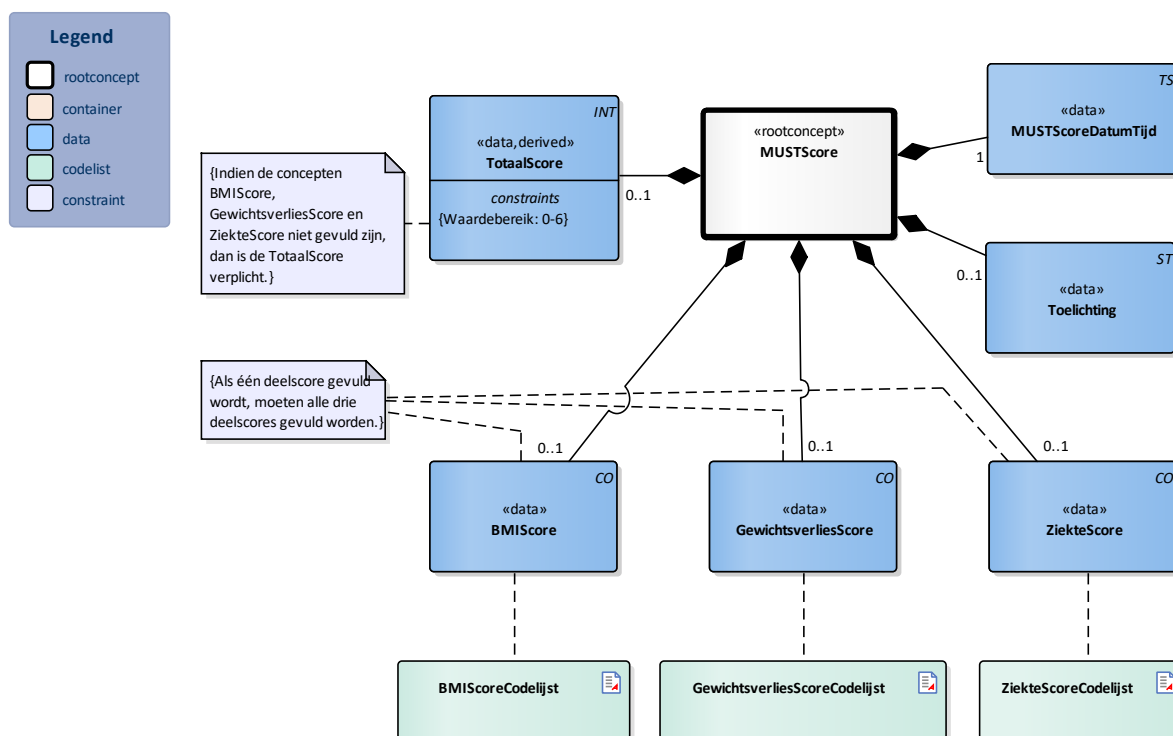 Legend
rootconcept
container
data
codelist
constraint
{Indien de concepten
BMIScore,
GewichtsverliesScore en
ZiekteScore niet gevuld zijn,
dan is de TotaalScore
verplicht.}
INT
«data,derived»
TotaalScore
constraints
{Waardebereik: 0-6}
0..1
«rootconcept»
MUSTScore
TS
«data»
MUSTScoreDatumTijd
1
ST
«data»
Toelichting
0..1
{Als één deelscore gevuld
wordt, moeten alle drie
deelscores gevuld worden.}
0..1
0..1
0..1
CO
«data»
BMIScore
CO
«data»
GewichtsverliesScore
CO
«data»
ZiekteScore
BMIScoreCodelijst
GewichtsverliesScoreCodelijst
ZiekteScoreCodelijst